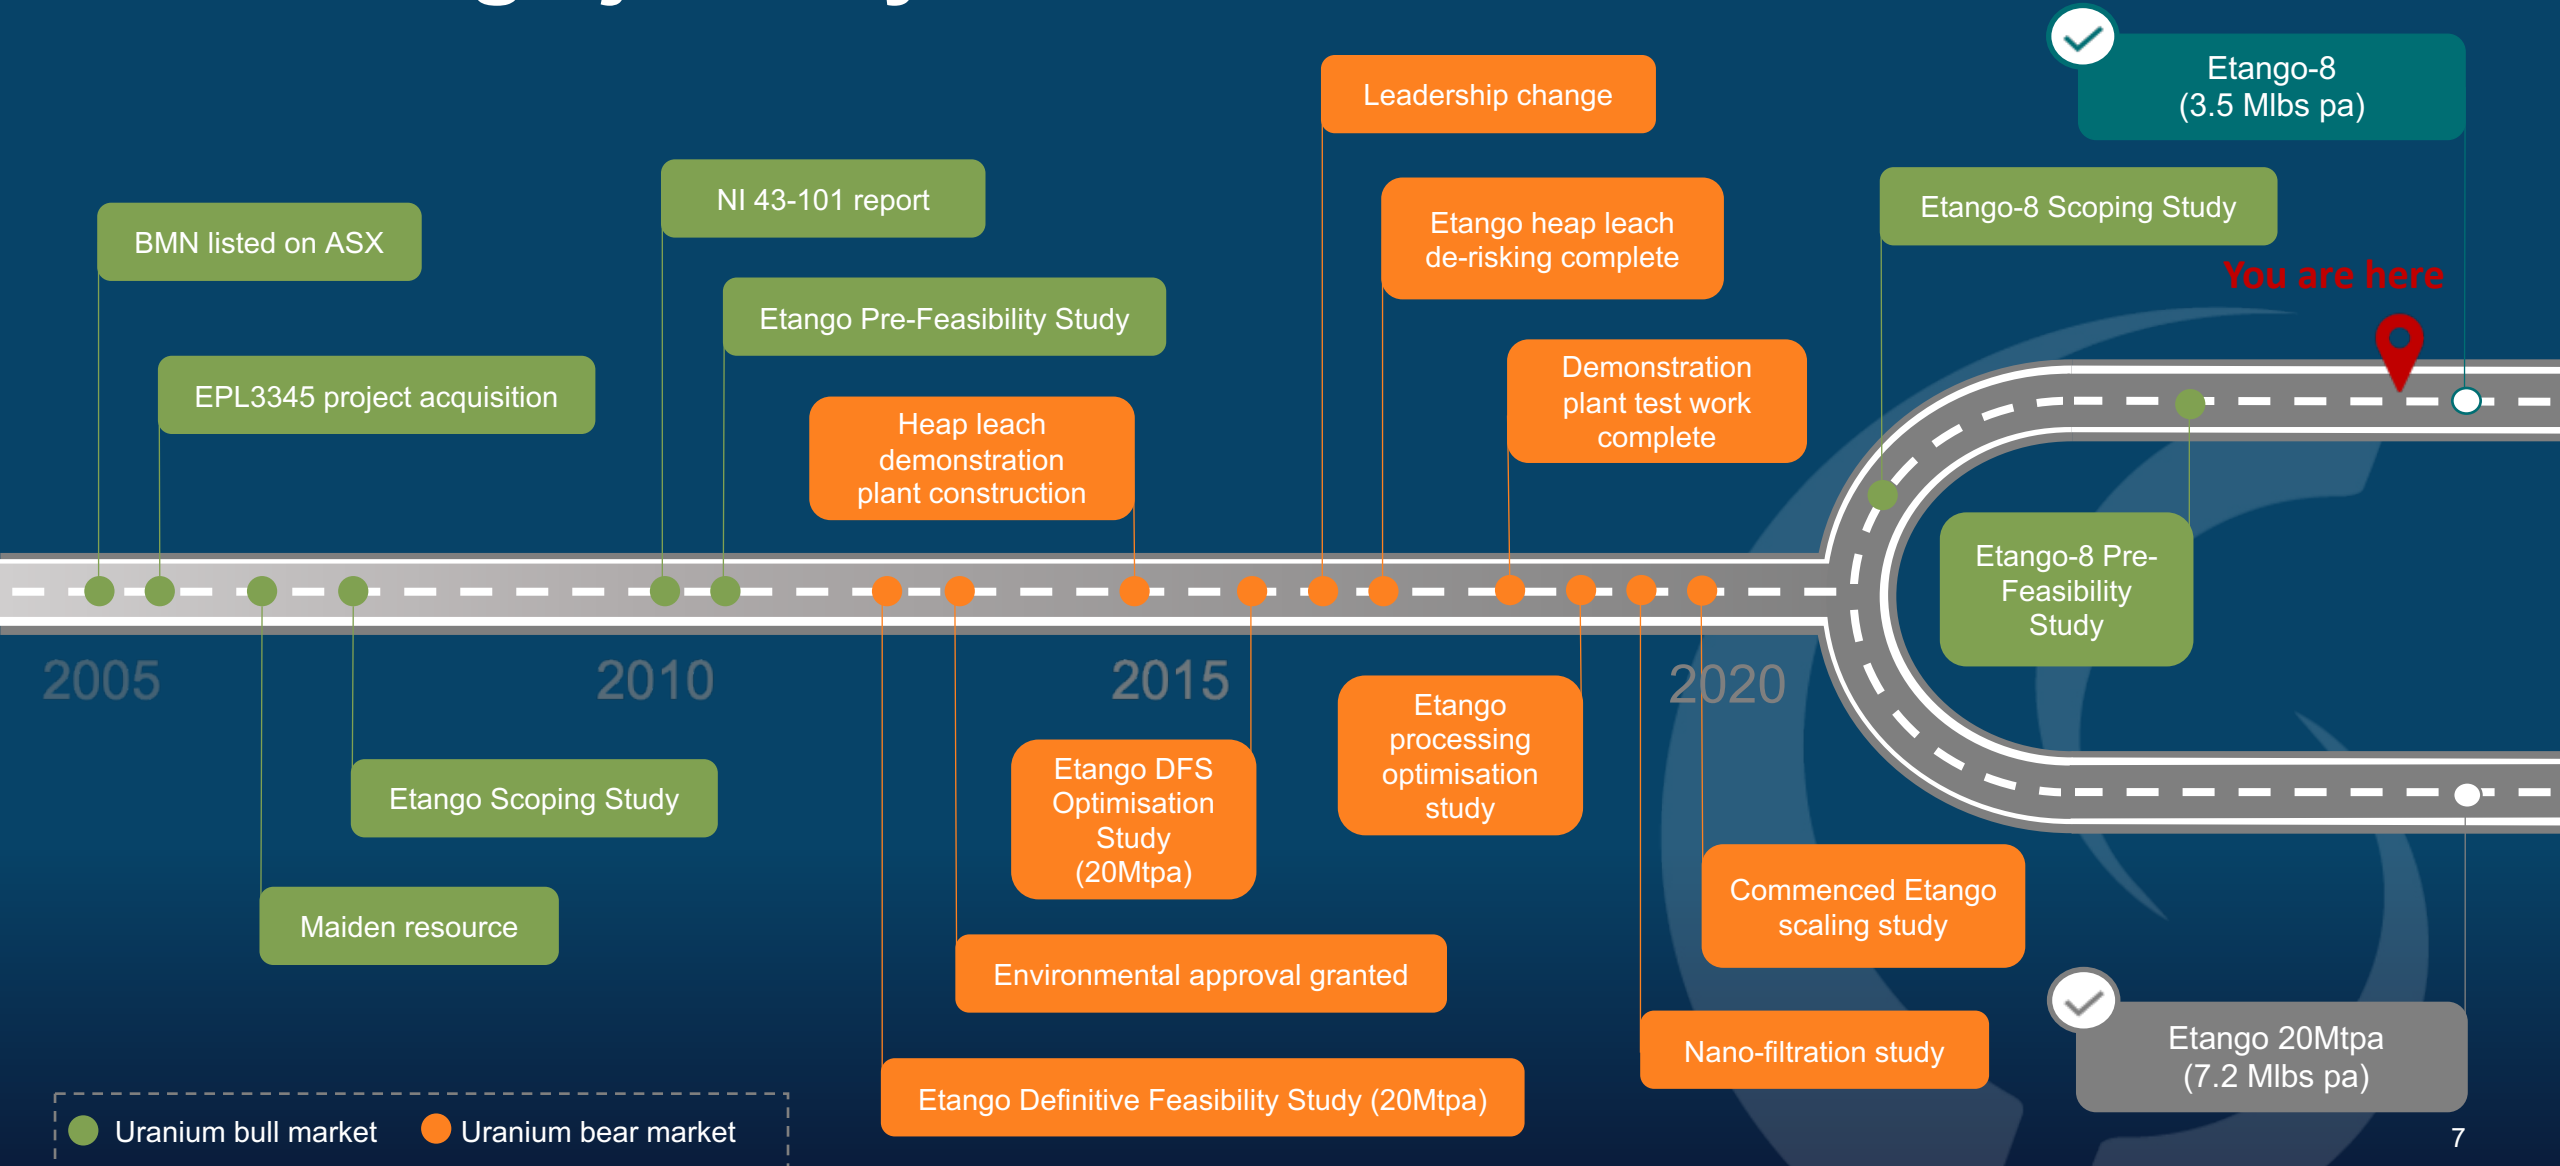 Etango-8
(3.5 Mlbs pa)
Leadership change
NI 43-101 report
Etango heap leach
de-risking complete
Etango-8 Scoping Study
BMN listed on ASX
You are here
Etango Pre-Feasibility Study
EPL3345 project acquisition
Heap leach
demonstration
plant construction
Demonstration
plant test work
complete
Etango-8 Pre-
Feasibility
Study
2005
2010
2015
2020
Etango
processing
optimisation
study
Etango DFS
Optimisation
Study
(20Mtpa)
Etango Scoping Study
Commenced Etango
scaling study
Maiden resource
Environmental approval granted
Nano-filtration study
Etango 20Mtpa
(7.2 Mlbs pa)
Etango Definitive Feasibility Study (20Mtpa)
Uranium bull market
Uranium bear market
7